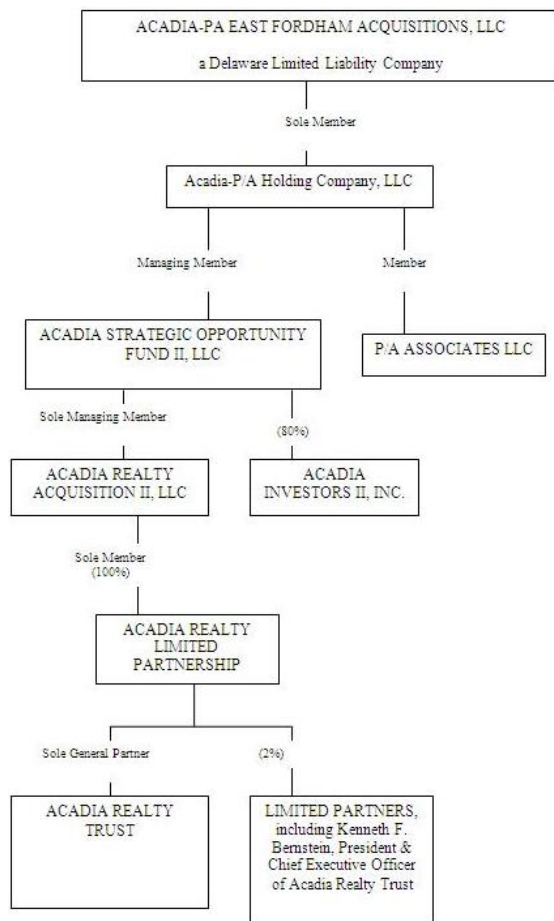 ACADIA-PA EAST FORDHAM ACQUISITIONS, LLC
a Delaware Limited Liability Company
Sole Member
Acadia-P/A Holding Company, LLC
Managing Member
Member
ACADIA STRATEGIC OPPORTUNITY
FUND II, LLC
P/A ASSOCIATES LLC
Sole Managing Member
(80%)
ACADIA REALTY
ACQUISITION II, LLC
ACADIA
INVESTORS II, INC.
Sole Member
(100%)
ACADIA REALTY
LIMITED
PARTNERSHIP
Sole General Partner
(2%)
ACADIA REALTY
TRUST
LIMITED PARTNERS,
including Kenneth F.
Bernstein, President &
Chief Executive Officer
of Acadia Realty Trust